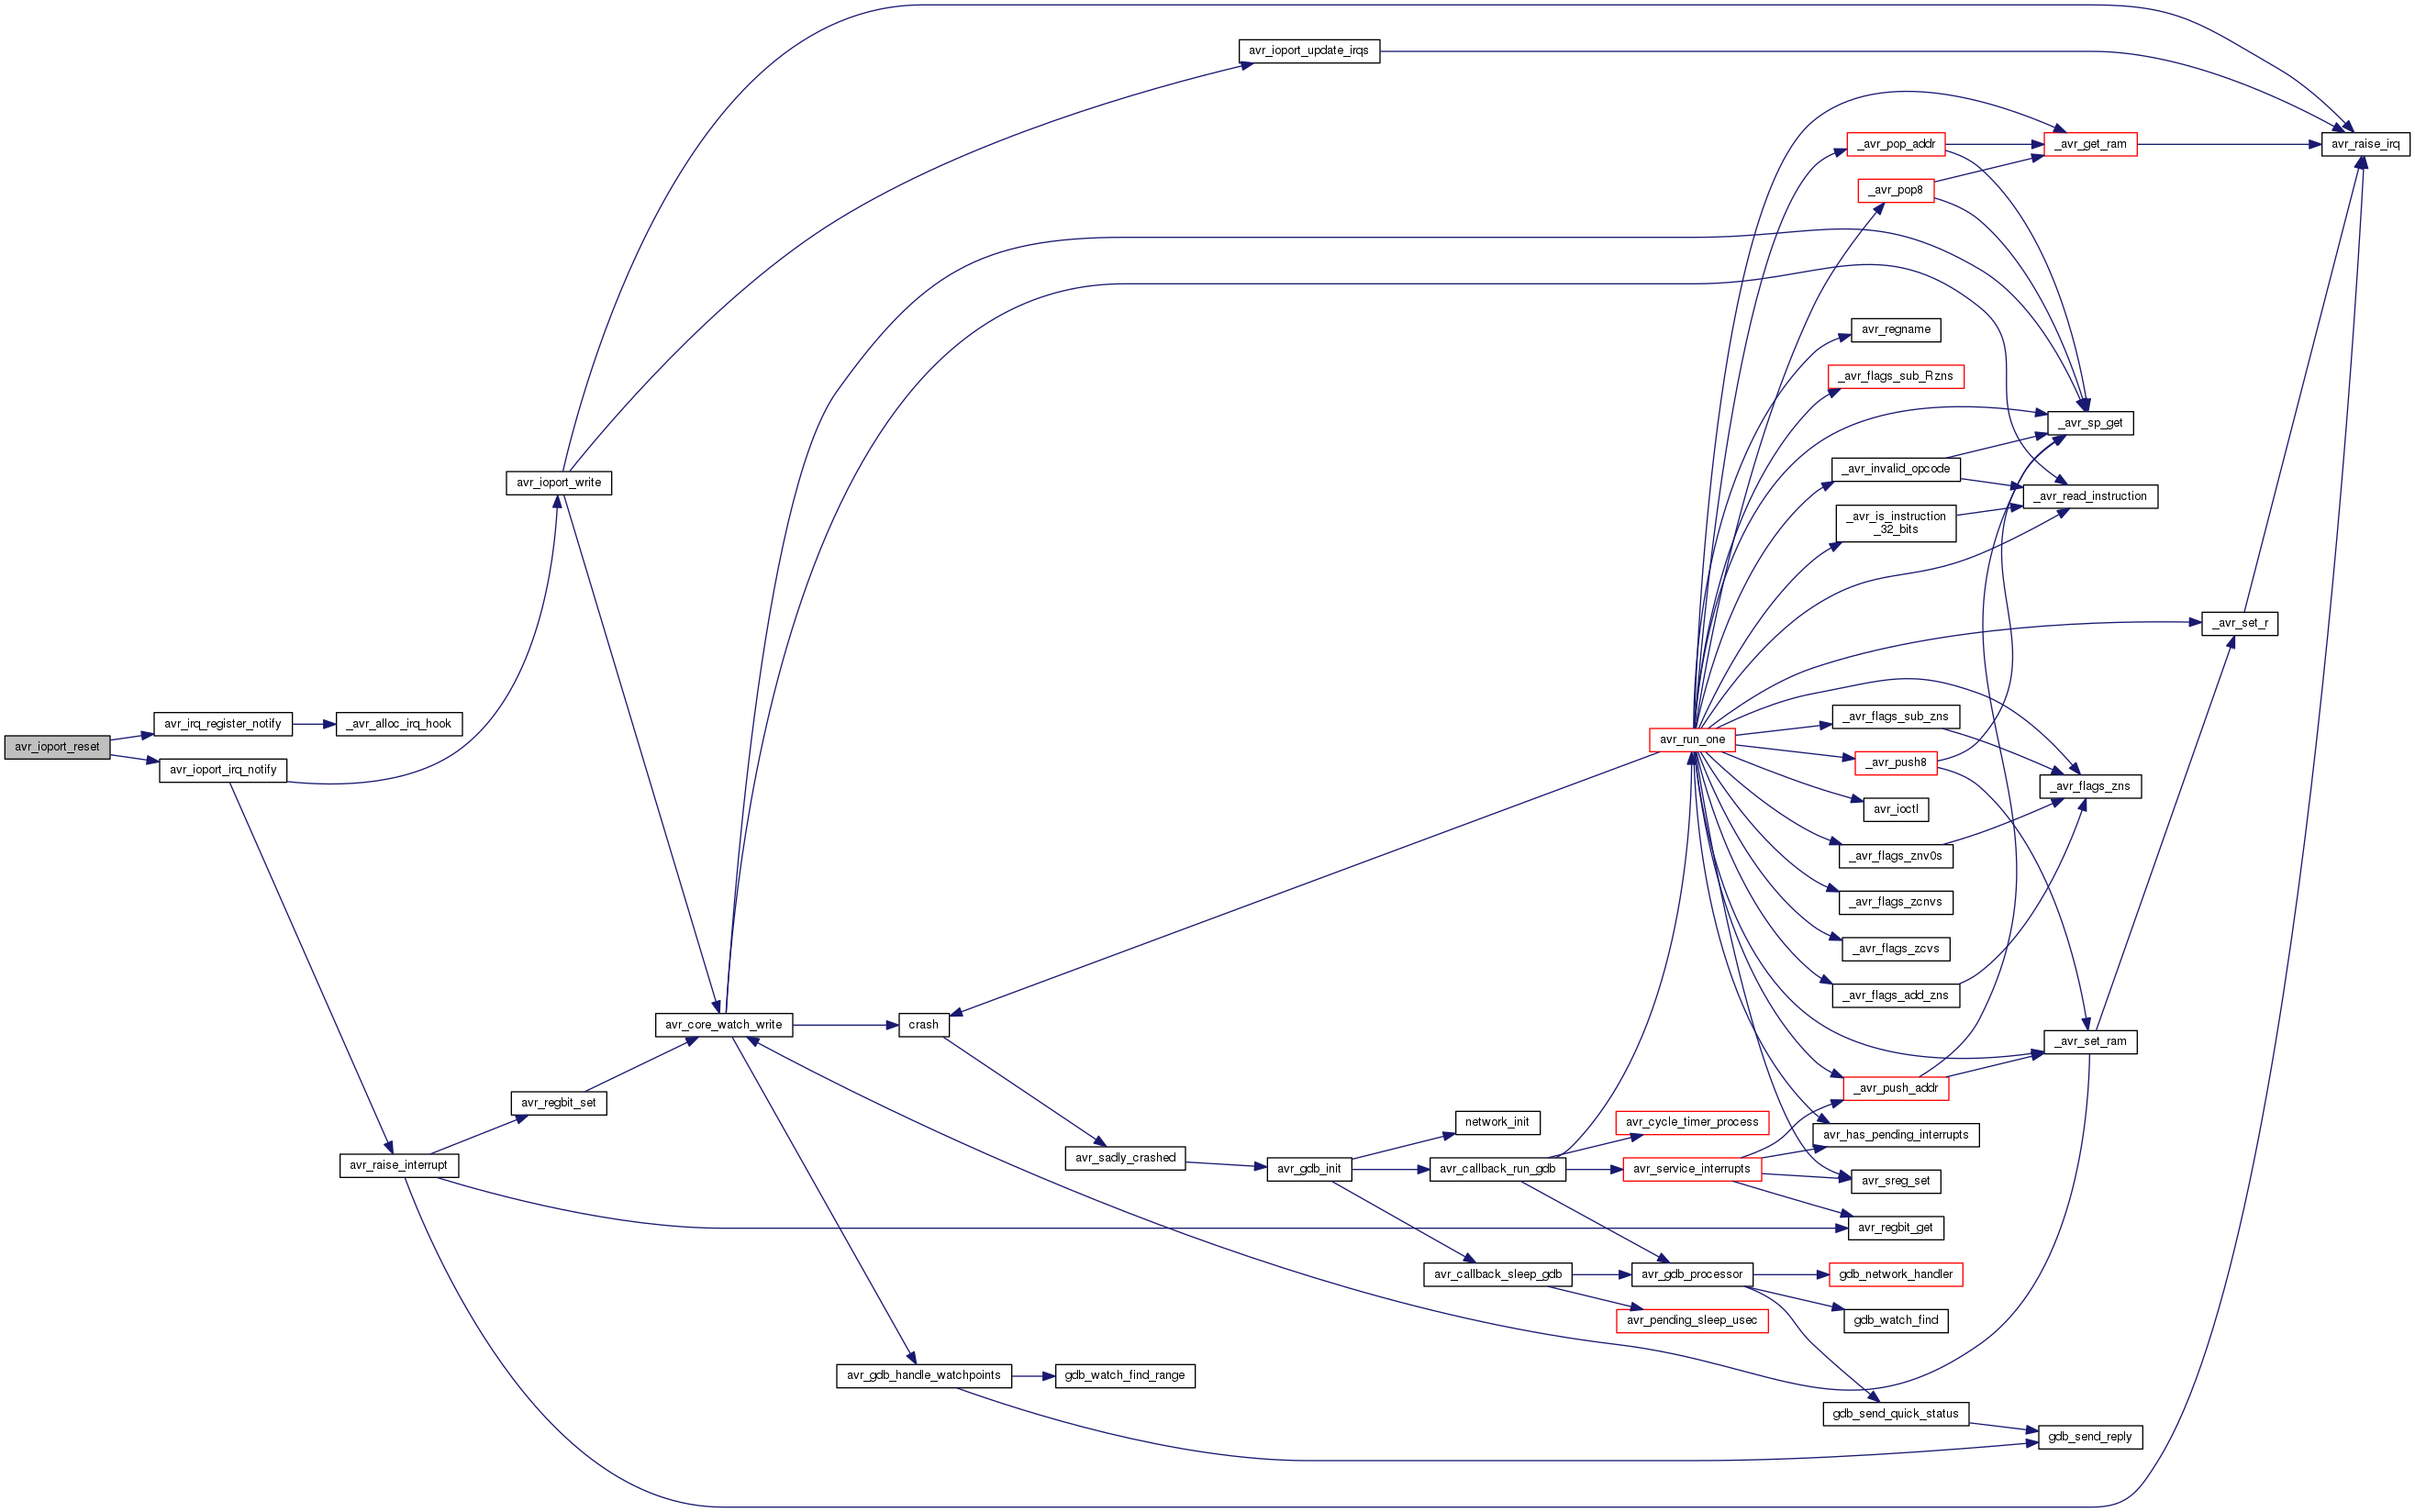 avr_ioport_update_irqs
_avr_pop_addr
_avr_get_ram
avr_raise_irq
_avr_pop8
avr_regname
_avr_flags_sub_Rzns
_avr_sp_get
_avr_invalid_opcode
avr_ioport_write
_avr_read_instruction
_avr_is_instruction
_32_bits
_avr_set_r
_avr_flags_sub_zns
avr_irq_register_notify
_avr_alloc_irq_hook
avr_ioport_reset
avr_run_one
_avr_push8
avr_ioport_irq_notify
_avr_flags_zns
avr_ioctl
_avr_flags_znv0s
_avr_flags_zcnvs
_avr_flags_zcvs
_avr_flags_add_zns
avr_core_watch_write
crash
_avr_set_ram
_avr_push_addr
avr_regbit_set
network_init
avr_cycle_timer_process
avr_has_pending_interrupts
avr_sadly_crashed
avr_raise_interrupt
avr_gdb_init
avr_callback_run_gdb
avr_service_interrupts
avr_sreg_set
avr_regbit_get
avr_callback_sleep_gdb
avr_gdb_processor
gdb_network_handler
avr_pending_sleep_usec
gdb_watch_find
avr_gdb_handle_watchpoints
gdb_watch_find_range
gdb_send_quick_status
gdb_send_reply